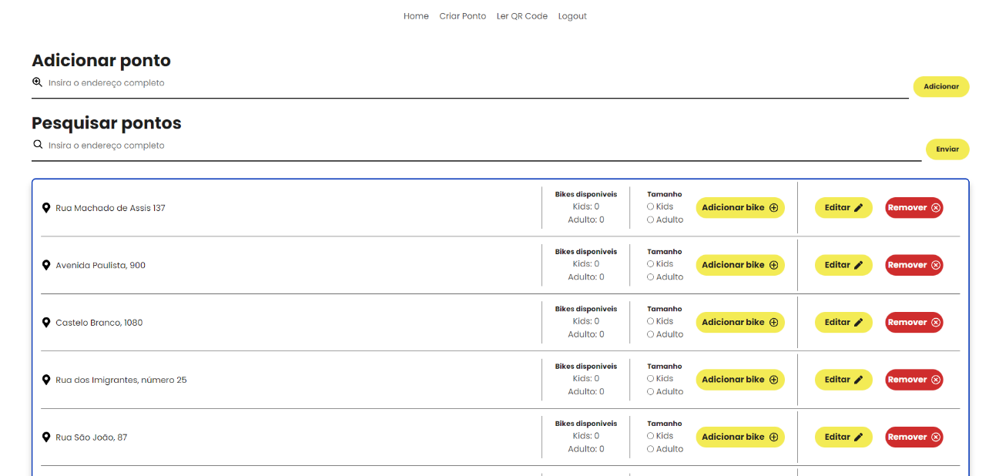 Home Criar Ponto Ler QR Code Logout
Adicionar ponto
Insira o endereço completo
Adicionar
Pesquisar pontos
Insira o endereço completo
Enviar
Rua Machado de Assis 137
Bikes disponiveis
Kids: 0
Adulto: 0
Tamanho
Kids
Adulto
Adicionar bike
Editar
Remover
Avenida Paulista, 900
Bikes disponiveis
Kids: 0
Adulto: 0
Tamanho
Kids
Adulto
Adicionar bike
Editar
Remover
Castelo Branco, 1080
Bikes disponiveis
Kids: 0
Adulto: 0
Tamanho
Kids
Adulto
Adicionar bike
Editar
Remover
Rua dos Imigrantes, número 25
Bikes disponiveis
Kids: 0
Adulto: 0
Tamanho
Kids
Adulto
Adicionar bike
Editar
Remover
Rua São João, 87
Bikes disponiveis
Kids: 0
Adulto: 0
Tamanho
Kids
Adulto
Adicionar bike
Editar
Remover